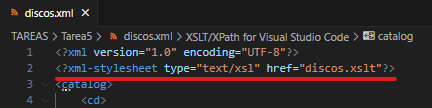 discos.xml ×
TAREAS > Tarea5 > discos.xml > XSLT/XPath for Visual Studio Code > catalog
1 <?xml version="1.0" encoding="UTF-8"?>
2 <?xml-stylesheet type="text/xsl" href="discos.xslt"?>
3 <catalog>
4 <cd>